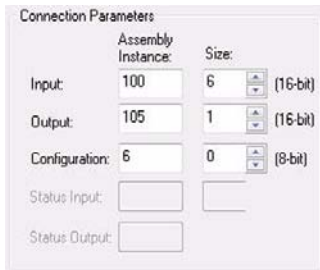 Connection Parameters
Assembly
Instance: Size:
Input: 100 6 (16-bit)
Output: 105 1 (16-bit)
Configuration: 6 0 (8-bit)
Status Input:
Status Output: